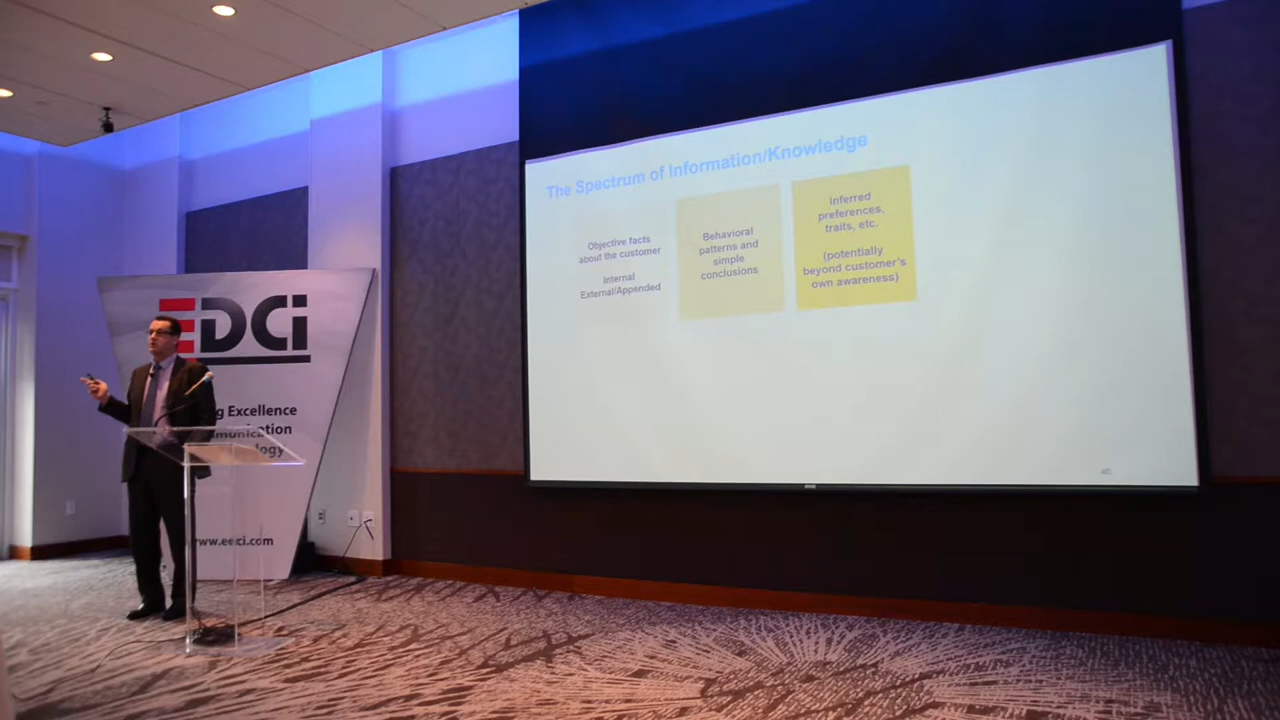 The Spectrum of Information/Knowledge
Objective facts
about the customer
Internal
External/Appended
Behavioral
patterns and
simple
conclusions
Inferred
preferences,
traits, etc.
(potentially
beyond customer's
own awareness)
EDCi
g Excellence
www.eedci.com